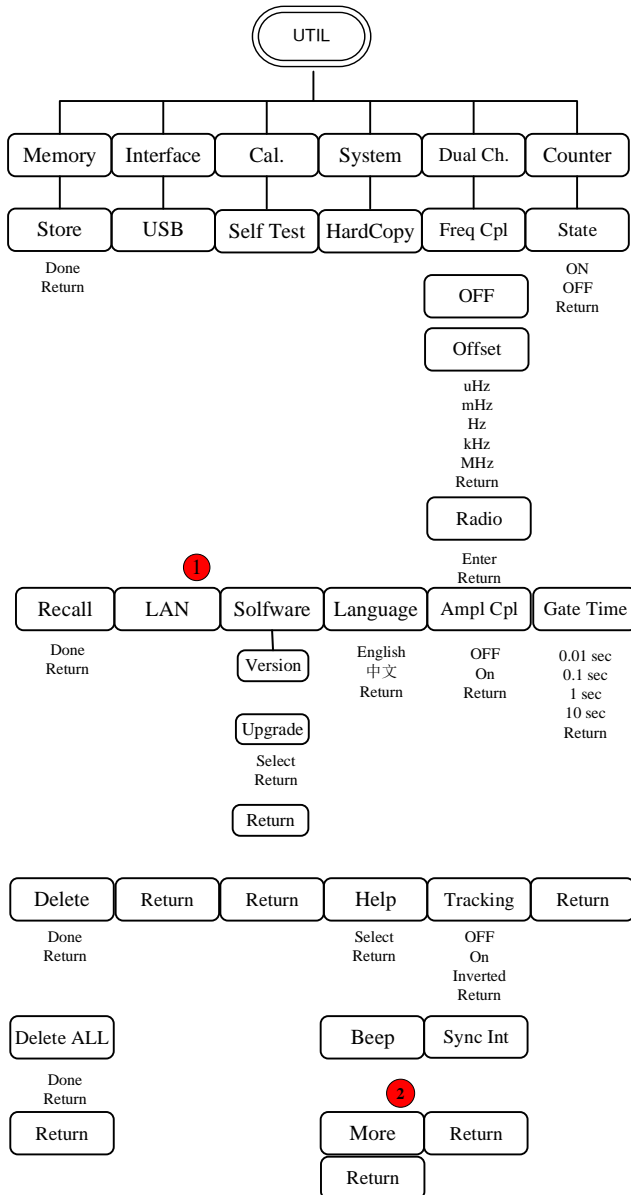 UTIL
Memory Interface Cal. System Dual Ch. Counter
Store USB Self Test HardCopy Freq Cpl State
Done
Return
ON
OFF
Return
OFF
Offset
uHz
mHz
Hz
kHz
MHz
Return
Radio
Enter
Return
1
Recall LAN Solfware Language Ampl Cpl Gate Time
Done
Return
Version
Upgrade
Select
Return
Return
English
中文
Return
OFF
On
Return
0.01 sec
0.1 sec
1 sec
10 sec
Return
Delete Return Return Help Tracking Return
Done
Return
Select
Return
OFF
On
Inverted
Return
Delete ALL Beep Sync Int
Done
Return
2
Return More Return
Return